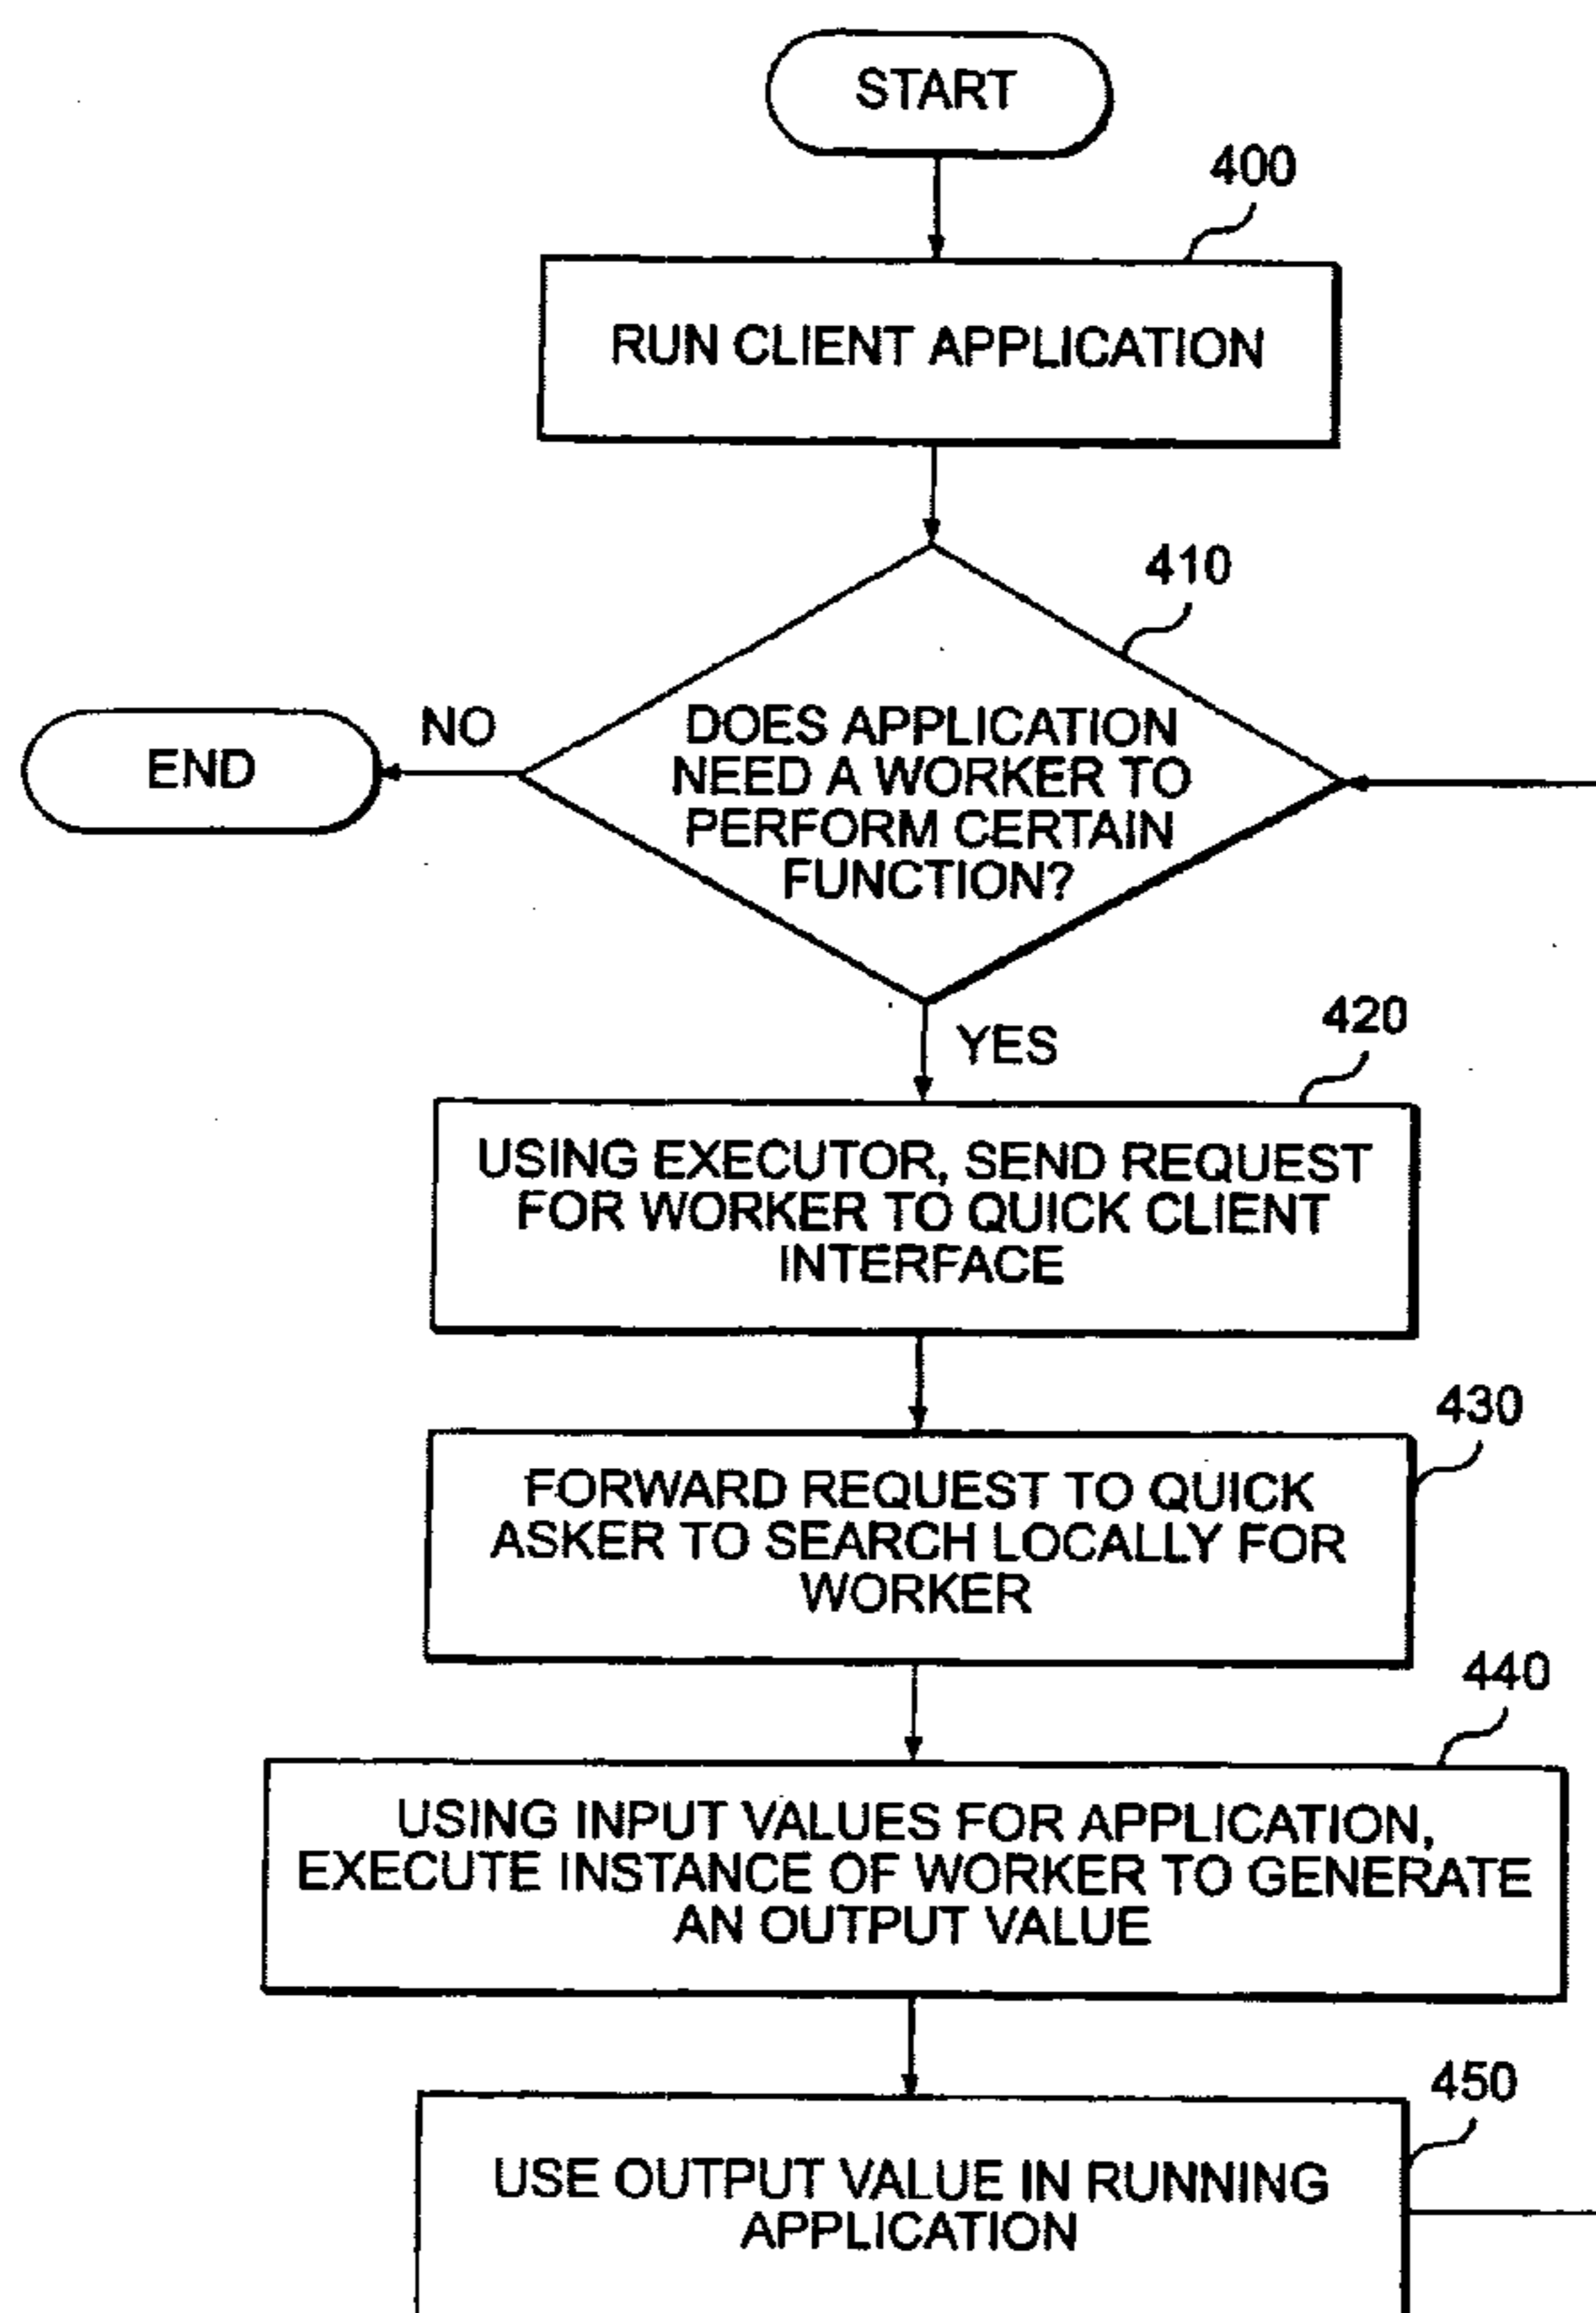 START
400
RUN CLIENT APPLICATION
410
DOES APPLICATION
NEED A WORKER TO
PERFORM CERTAIN
FUNCTION?
NO
END
YES
420
USING EXECUTOR, SEND REQUEST
FOR WORKER TO QUICK CLIENT
INTERFACE
430
FORWARD REQUEST TO QUICK
ASKER TO SEARCH LOCALLY FOR
WORKER
440
USING INPUT VALUES FOR APPLICATION,
EXECUTE INSTANCE OF WORKER TO GENERATE
AN OUTPUT VALUE
450
USE OUTPUT VALUE IN RUNNING
APPLICATION